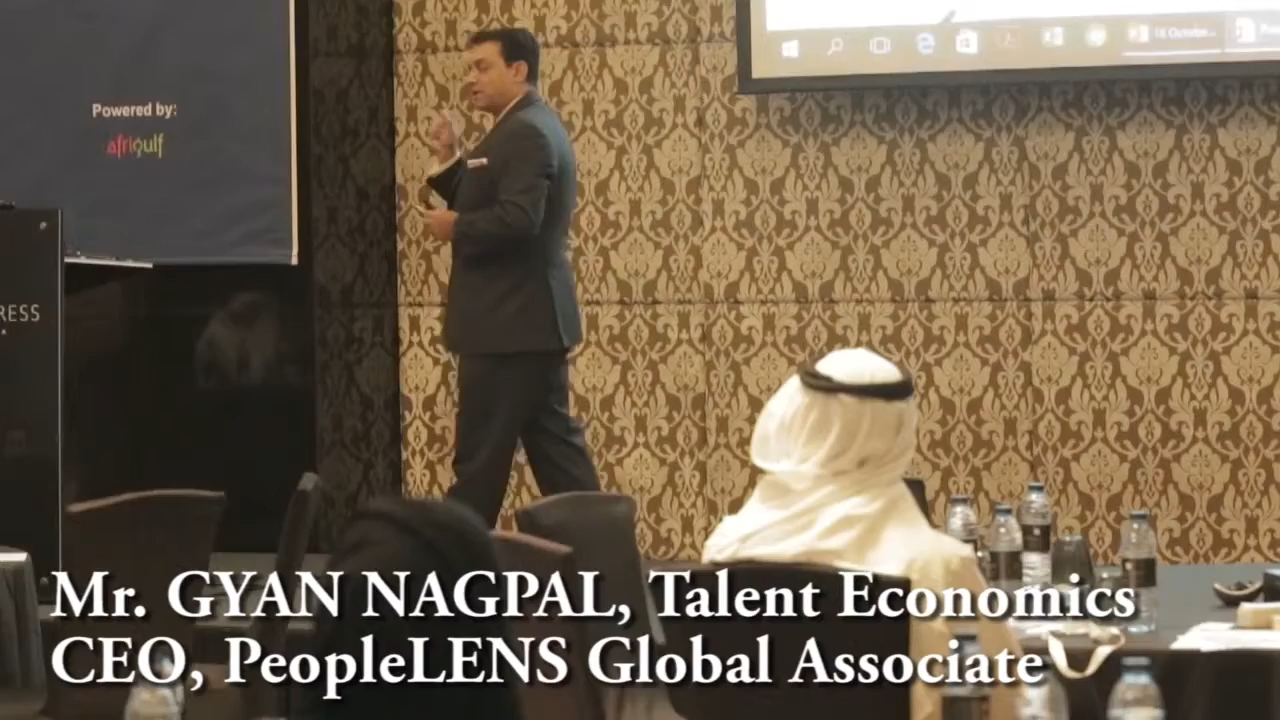 Powered by:
afrigulf
RESS
Mr. GYAN NAGPAL, Talent Economics
CEO, PeopleLENS Global Associate